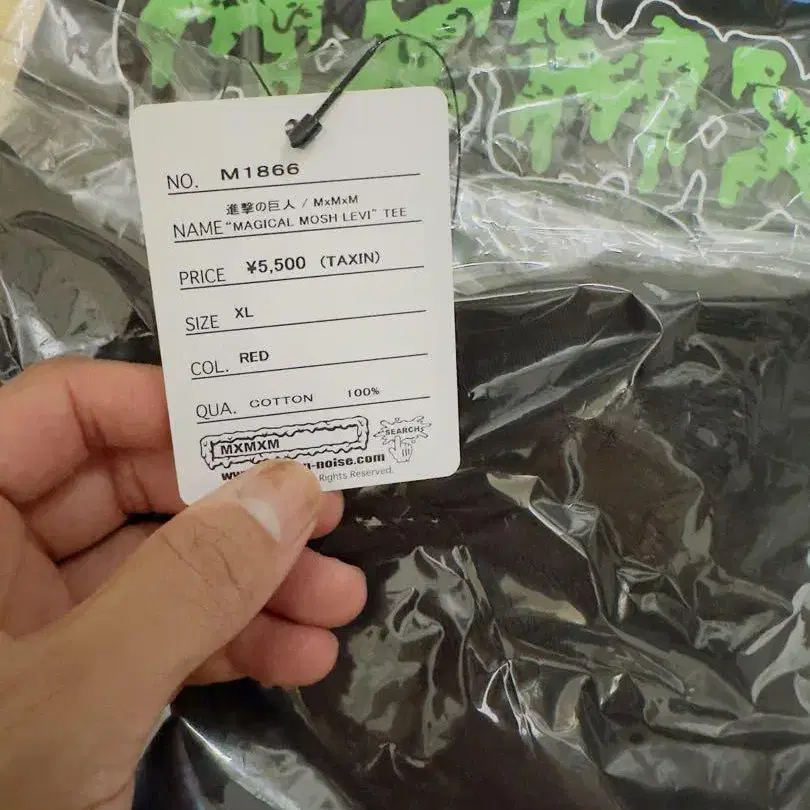 NO. M1866
進撃の巨人 / MxMxM
NAME "MAGICAL MOSH LEVI" TEE
PRICE ¥5,500 (TAXIN)
SIZE XL
COL. RED
QUA. COTTON 100%
MXMXM
SEARCH
-noise.com
Rights Reserved.